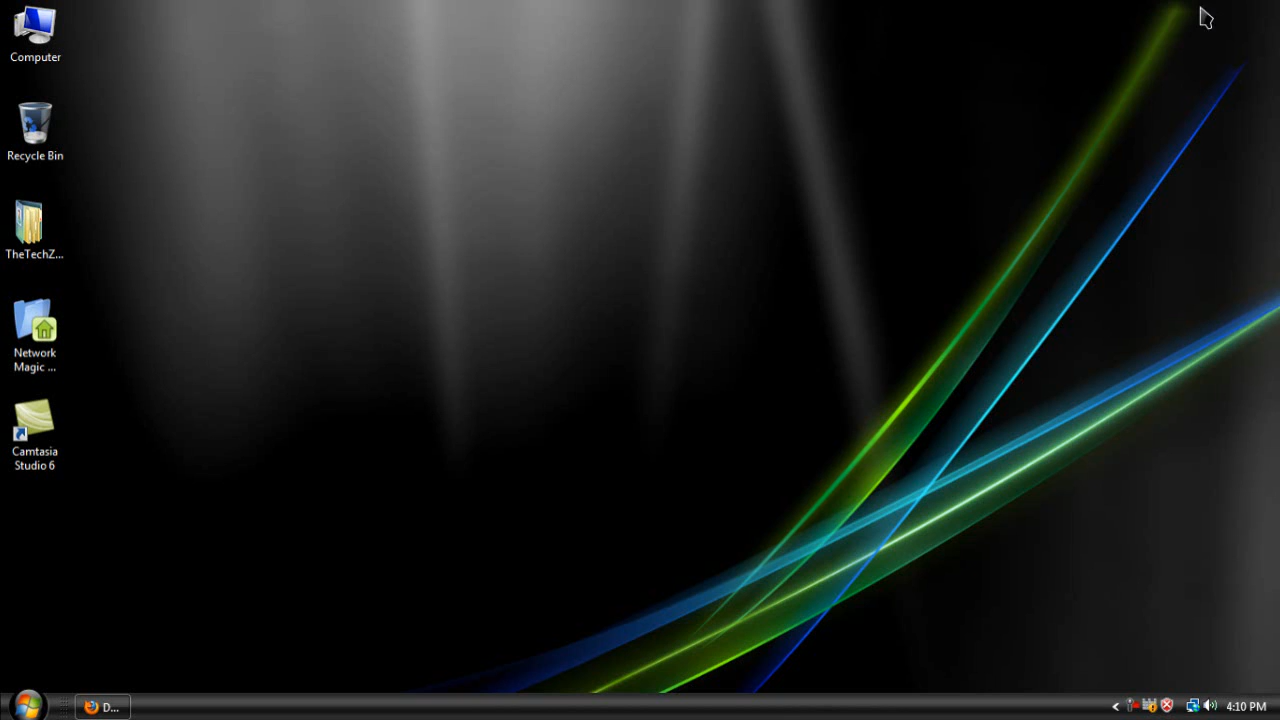 Computer
Recycle Bin
TheTechZ...
Network
Magic ...
Camtasia
Studio 6
D...
4:10 PM